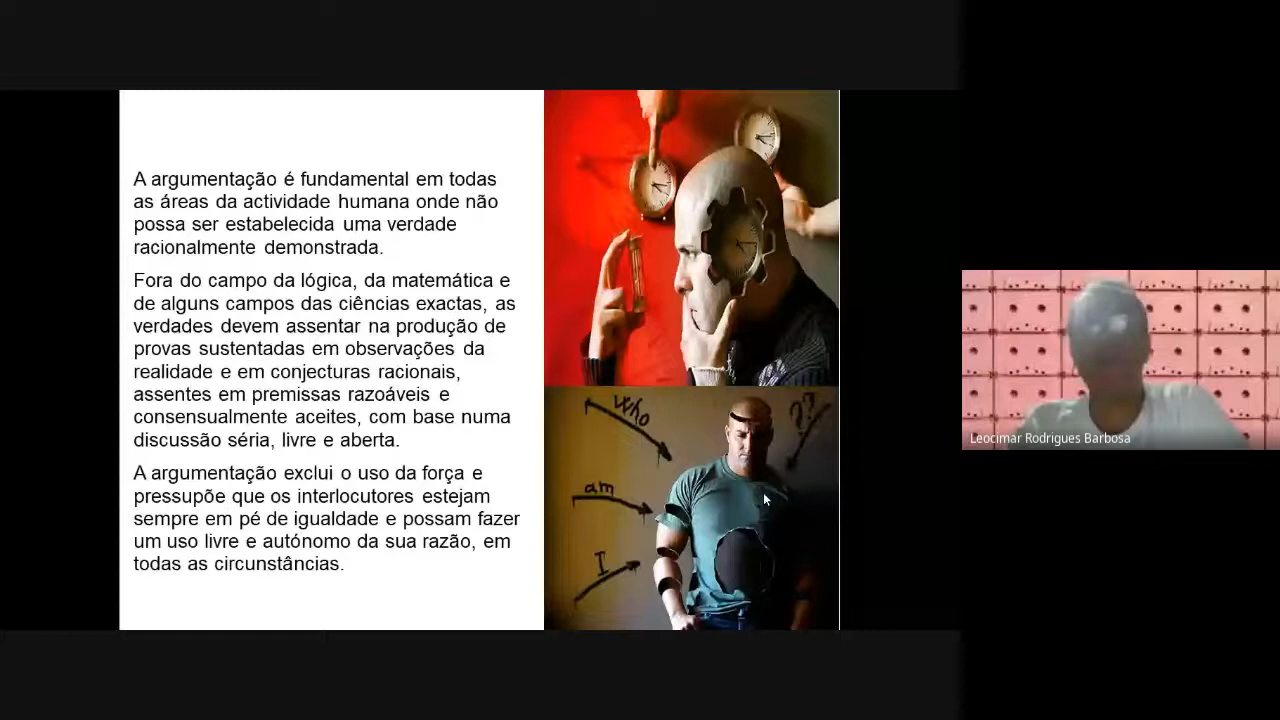 A argumentação é fundamental em todas
as áreas da actividade humana onde não
possa ser estabelecida uma verdade
racionalmente demonstrada.
Fora do campo da lógica, da matemática e
de alguns campos das ciências exactas, as
verdades devem assentar na produção de
provas sustentadas em observações da
realidade e em conjecturas racionais,
assentes em premissas razoáveis e
consensualmente aceites, com base numa
discussão séria, livre e aberta.
A argumentação exclui o uso da força e
pressupõe que os interlocutores estejam
sempre em pé de igualdade e possam fazer
um uso livre e autónomo da sua razão, em
todas as circunstâncias.
who
??
am
I
Leocimar Rodrigues Barbosa